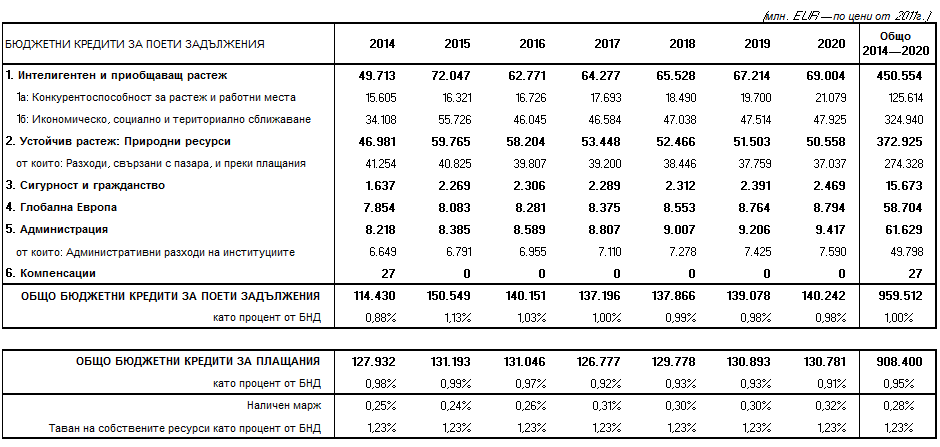 (млн. EUR — по цени от 2011г.)
БЮДЖЕТНИ КРЕДИТИ ЗА ПОЕТИ ЗАДЪЛЖЕНИЯ 2014 2015 2016 2017 2018 2019 2020 Общо 2014—2020
1. Интелигентен и приобщаващ растеж 49.713 72.047 62.771 64.277 65.528 67.214 69.004 450.554
1а: Конкурентоспособност за растеж и работни места 15.605 16.321 16.726 17.693 18.490 19.700 21.079 125.614
1б: Икономическо, социално и териториално сближаване 34.108 55.726 46.045 46.584 47.038 47.514 47.925 324.940
2. Устойчив растеж: Природни ресурси 46.981 59.765 58.204 53.448 52.466 51.503 50.558 372.925
от които: Разходи, свързани с пазара, и преки плащания 41.254 40.825 39.807 39.200 38.446 37.759 37.037 274.328
3. Сигурност и гражданство 1.637 2.269 2.306 2.289 2.312 2.391 2.469 15.673
4. Глобална Европа 7.854 8.083 8.281 8.375 8.553 8.764 8.794 58.704
5. Администрация 8.218 8.385 8.589 8.807 9.007 9.206 9.417 61.629
от които: Административни разходи на институциите 6.649 6.791 6.955 7.110 7.278 7.425 7.590 49.798
6. Компенсации 27 0 0 0 0 0 0 27
ОБЩО БЮДЖЕТНИ КРЕДИТИ ЗА ПОЕТИ ЗАДЪЛЖЕНИЯ 114.430 150.549 140.151 137.196 137.866 139.078 140.242 959.512
като процент от БНД 0,88% 1,13% 1,03% 1,00% 0,99% 0,98% 0,98% 1,00%
ОБЩО БЮДЖЕТНИ КРЕДИТИ ЗА ПЛАЩАНИЯ 127.932 131.193 131.046 126.777 129.778 130.893 130.781 908.400
като процент от БНД 0,98% 0,99% 0,97% 0,92% 0,93% 0,93% 0,91% 0,95%
Наличен марж 0,25% 0,24% 0,26% 0,31% 0,30% 0,30% 0,32% 0,28%
Таван на собствените ресурси като процент от БНД 1,23% 1,23% 1,23% 1,23% 1,23% 1,23% 1,23% 1,23%